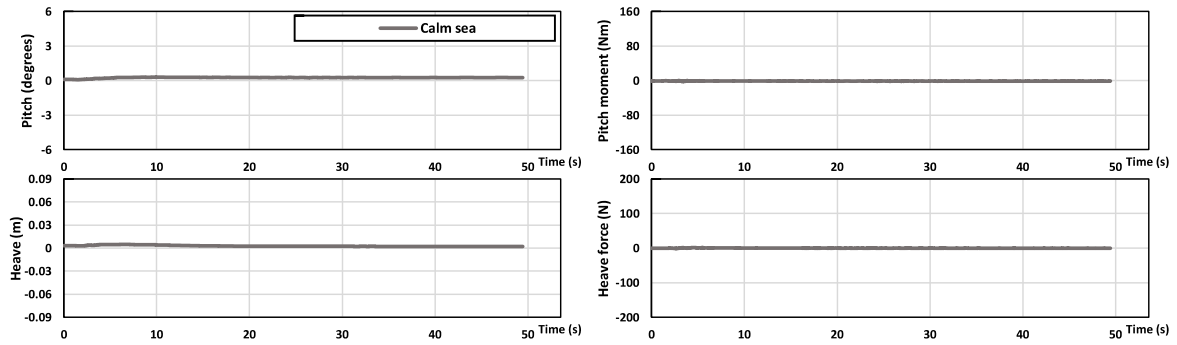 Calm sea
Pitch (degrees)
6
3
0
-3
-6
0 10 20 30 40 50 Time (s)
Pitch moment (Nm)
160
80
0
-80
-160
0 10 20 30 40 50 Time (s)
Heave (m)
0.09
0.06
0.03
0
-0.03
-0.06
-0.09
0 10 20 30 40 50 Time (s)
Heave force (N)
200
100
0
-100
-200
0 10 20 30 40 50 Time (s)